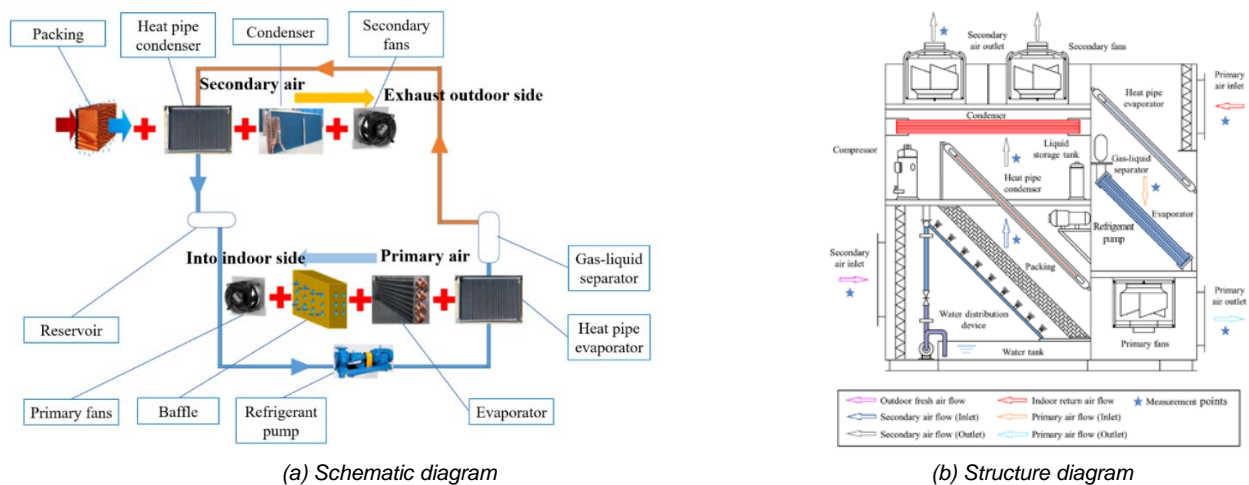 Packing
Heat pipe
condenser
Condenser
Secondary
fans
Secondary air
Exhaust outdoor side
Into indoor side
Primary air
Gas-liquid
separator
Reservoir
Heat pipe
evaporator
Primary fans
Baffle
Refrigerant
pump
Evaporator
(a) Schematic diagram
Secondary
air outlet
Secondary fans
Primary
air inlet
Heat pipe
evaporator
Condenser
Compressor
Liquid
storage tank
Gas-liquid
separator
Heat pipe
condenser
Evaporator
Refrigerant
pump
Secondary
air inlet
Packing
Primary
air outlet
Water distribution
device
Water tank
Primary fans
Outdoor fresh air flow
Indoor return air flow
Measurement points
Secondary air flow (Inlet)
Primary air flow (Inlet)
Secondary air flow (Outlet)
Primary air flow (Outlet)
(b) Structure diagram